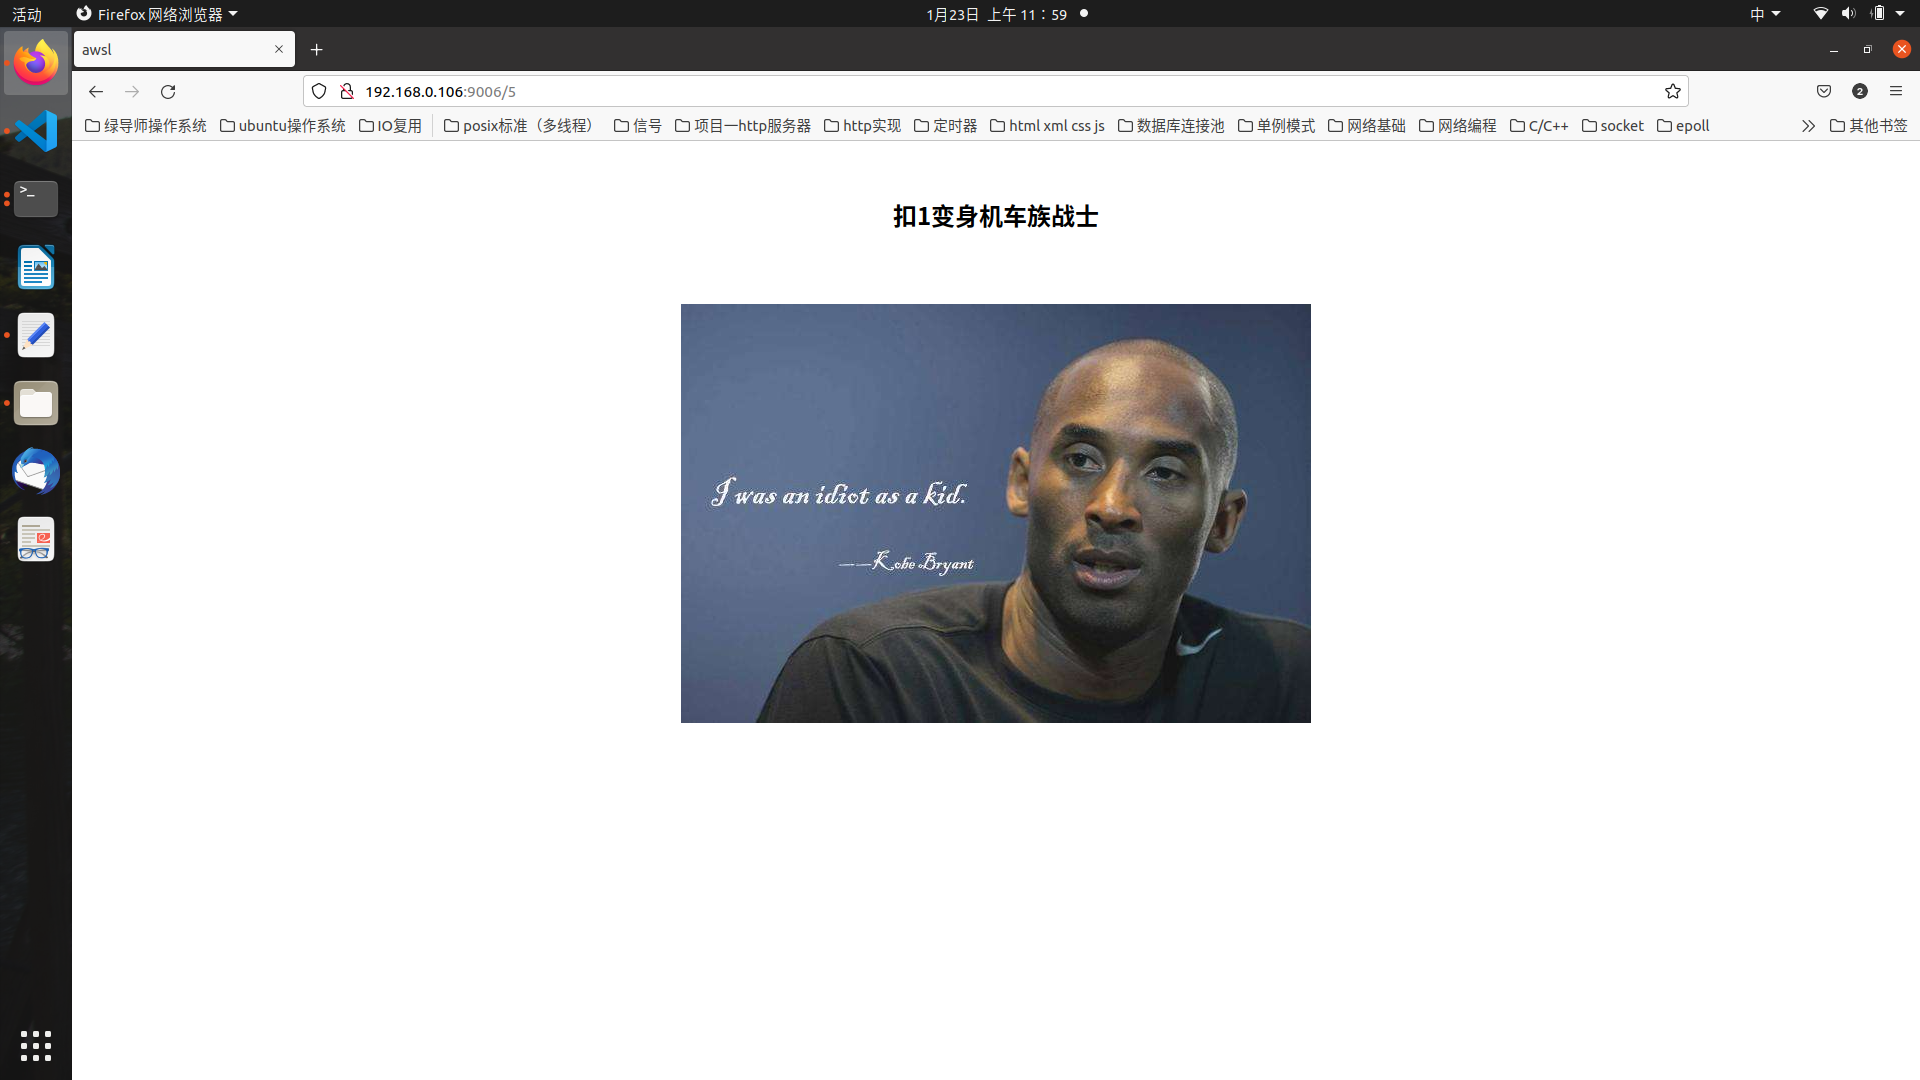 活动
Firefox 网络浏览器
1月23日 上午 11：59
中
awsl
192.168.0.106:9006/5
2
绿导师操作系统
ubuntu操作系统
IO复用
posix标准（多线程）
信号
项目一http服务器
http实现
定时器
html xml css js
数据库连接池
单例模式
网络基础
网络编程
C/C++
socket
epoll
其他书签
扣1变身机车族战士
I was an idiot as a kid.
——Kobe Bryant